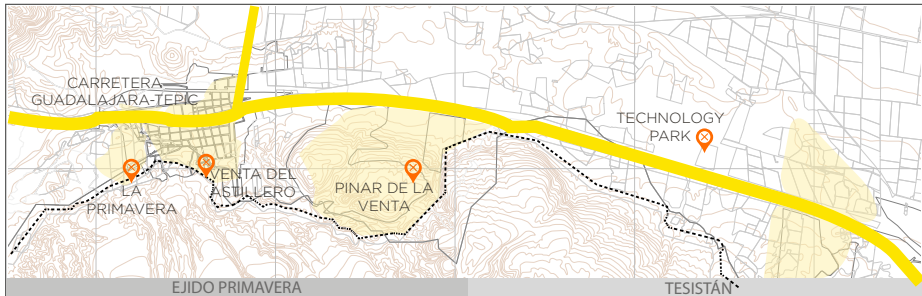 CARRETERA
GUADALAJARA-TEPIC
TECHNOLOGY
PARK
LA
PRIMAVERA
VENTA DEL
ASTILLERO
PINAR DE LA
VENTA
EJIDO PRIMAVERA
TESISTÁN